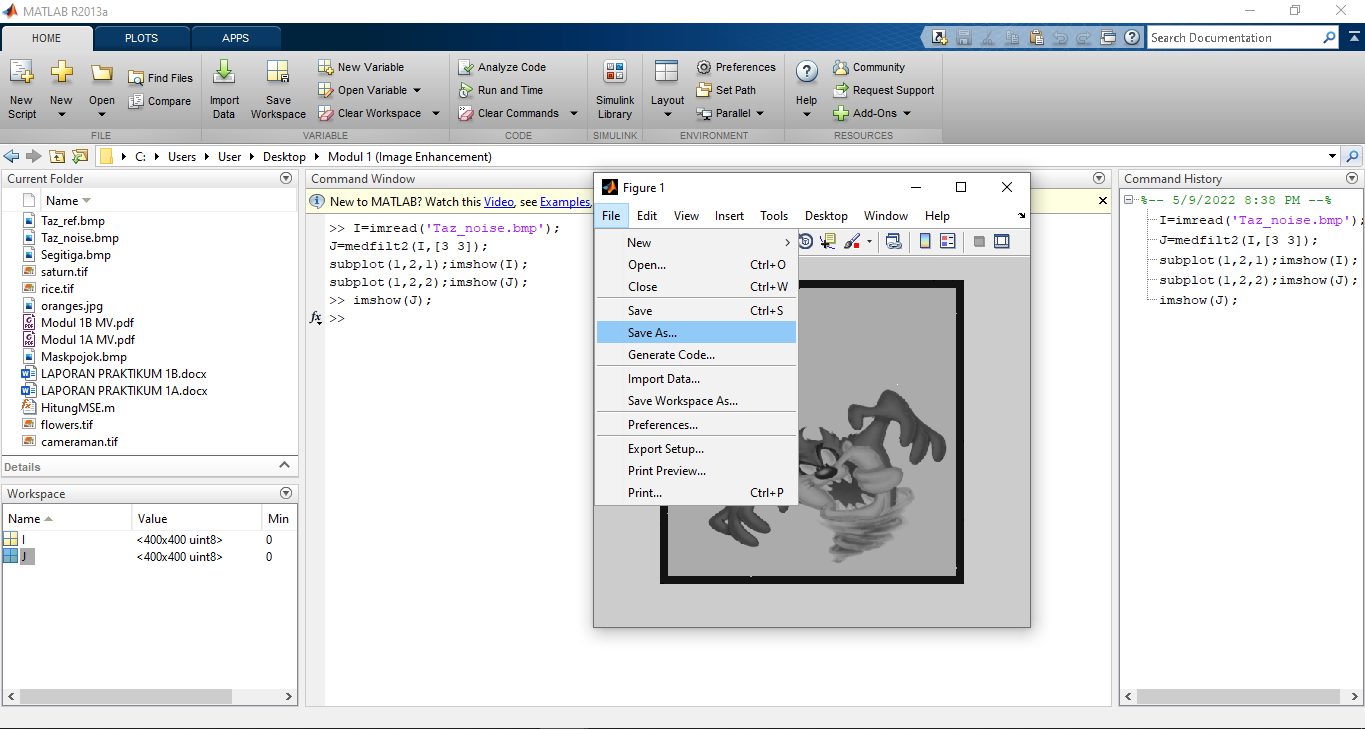 MATLAB R2013a
HOME PLOTS APPS
Search Documentation
New Script
New
Open
Find Files
Compare
Import Data
Save Workspace
New Variable
Open Variable
Clear Workspace
Analyze Code
Run and Time
Clear Commands
Simulink Library
Layout
Preferences
Set Path
Parallel
Help
Community
Request Support
Add-Ons
FILE VARIABLE CODE SIMULINK ENVIRONMENT RESOURCES
C: Users User Desktop Modul 1 (Image Enhancement)
Current Folder
Name
Taz_ref.bmp
Taz_noise.bmp
Segitiga.bmp
saturn.tif
rice.tif
oranges.jpg
Modul 1B MV.pdf
Modul 1A MV.pdf
Maskpojok.bmp
LAPORAN PRAKTIKUM 1B.docx
LAPORAN PRAKTIKUM 1A.docx
HitungMSE.m
flowers.tif
cameraman.tif
Details
Workspace
Name Value Min
I <400x400 uint8> 0
J <400x400 uint8> 0
Command Window
New to MATLAB? Watch this Video, see Examples,
>> I=imread('Taz_noise.bmp');
J=medfilt2(I,[3 3]);
subplot(1,2,1);imshow(I);
subplot(1,2,2);imshow(J);
>> imshow(J);
fx >>
Figure 1
File Edit View Insert Tools Desktop Window Help
New
Open... Ctrl+O
Close Ctrl+W
Save Ctrl+S
Save As...
Generate Code...
Import Data...
Save Workspace As...
Preferences...
Export Setup...
Print Preview...
Print... Ctrl+P
Command History
%-- 5/9/2022 8:38 PM --%
I=imread('Taz_noise.bmp');
J=medfilt2(I,[3 3]);
subplot(1,2,1);imshow(I);
subplot(1,2,2);imshow(J);
imshow(J);